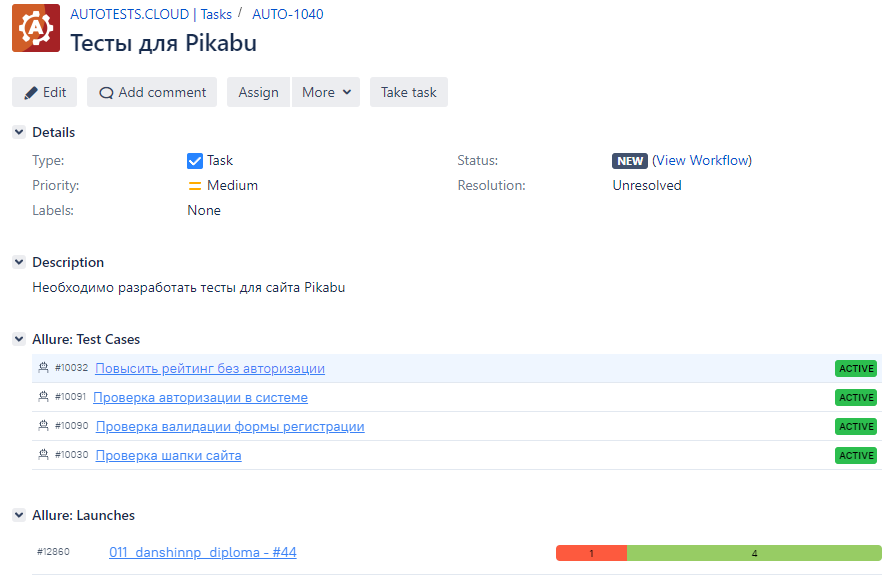 AUTOTESTS.CLOUD | Tasks / AUTO-1040
Тесты для Pikabu
Edit Add comment Assign More Take task
Details
Type: Task Status: NEW (View Workflow)
Priority: Medium Resolution: Unresolved
Labels: None
Description
Необходимо разработать тесты для сайта Pikabu
Allure: Test Cases
#10032 Повысить рейтинг без авторизации ACTIVE
#10091 Проверка авторизации в системе ACTIVE
#10090 Проверка валидации формы регистрации ACTIVE
#10030 Проверка шапки сайта ACTIVE
Allure: Launches
#12860 011_danshinnp_diploma - #44 1 4